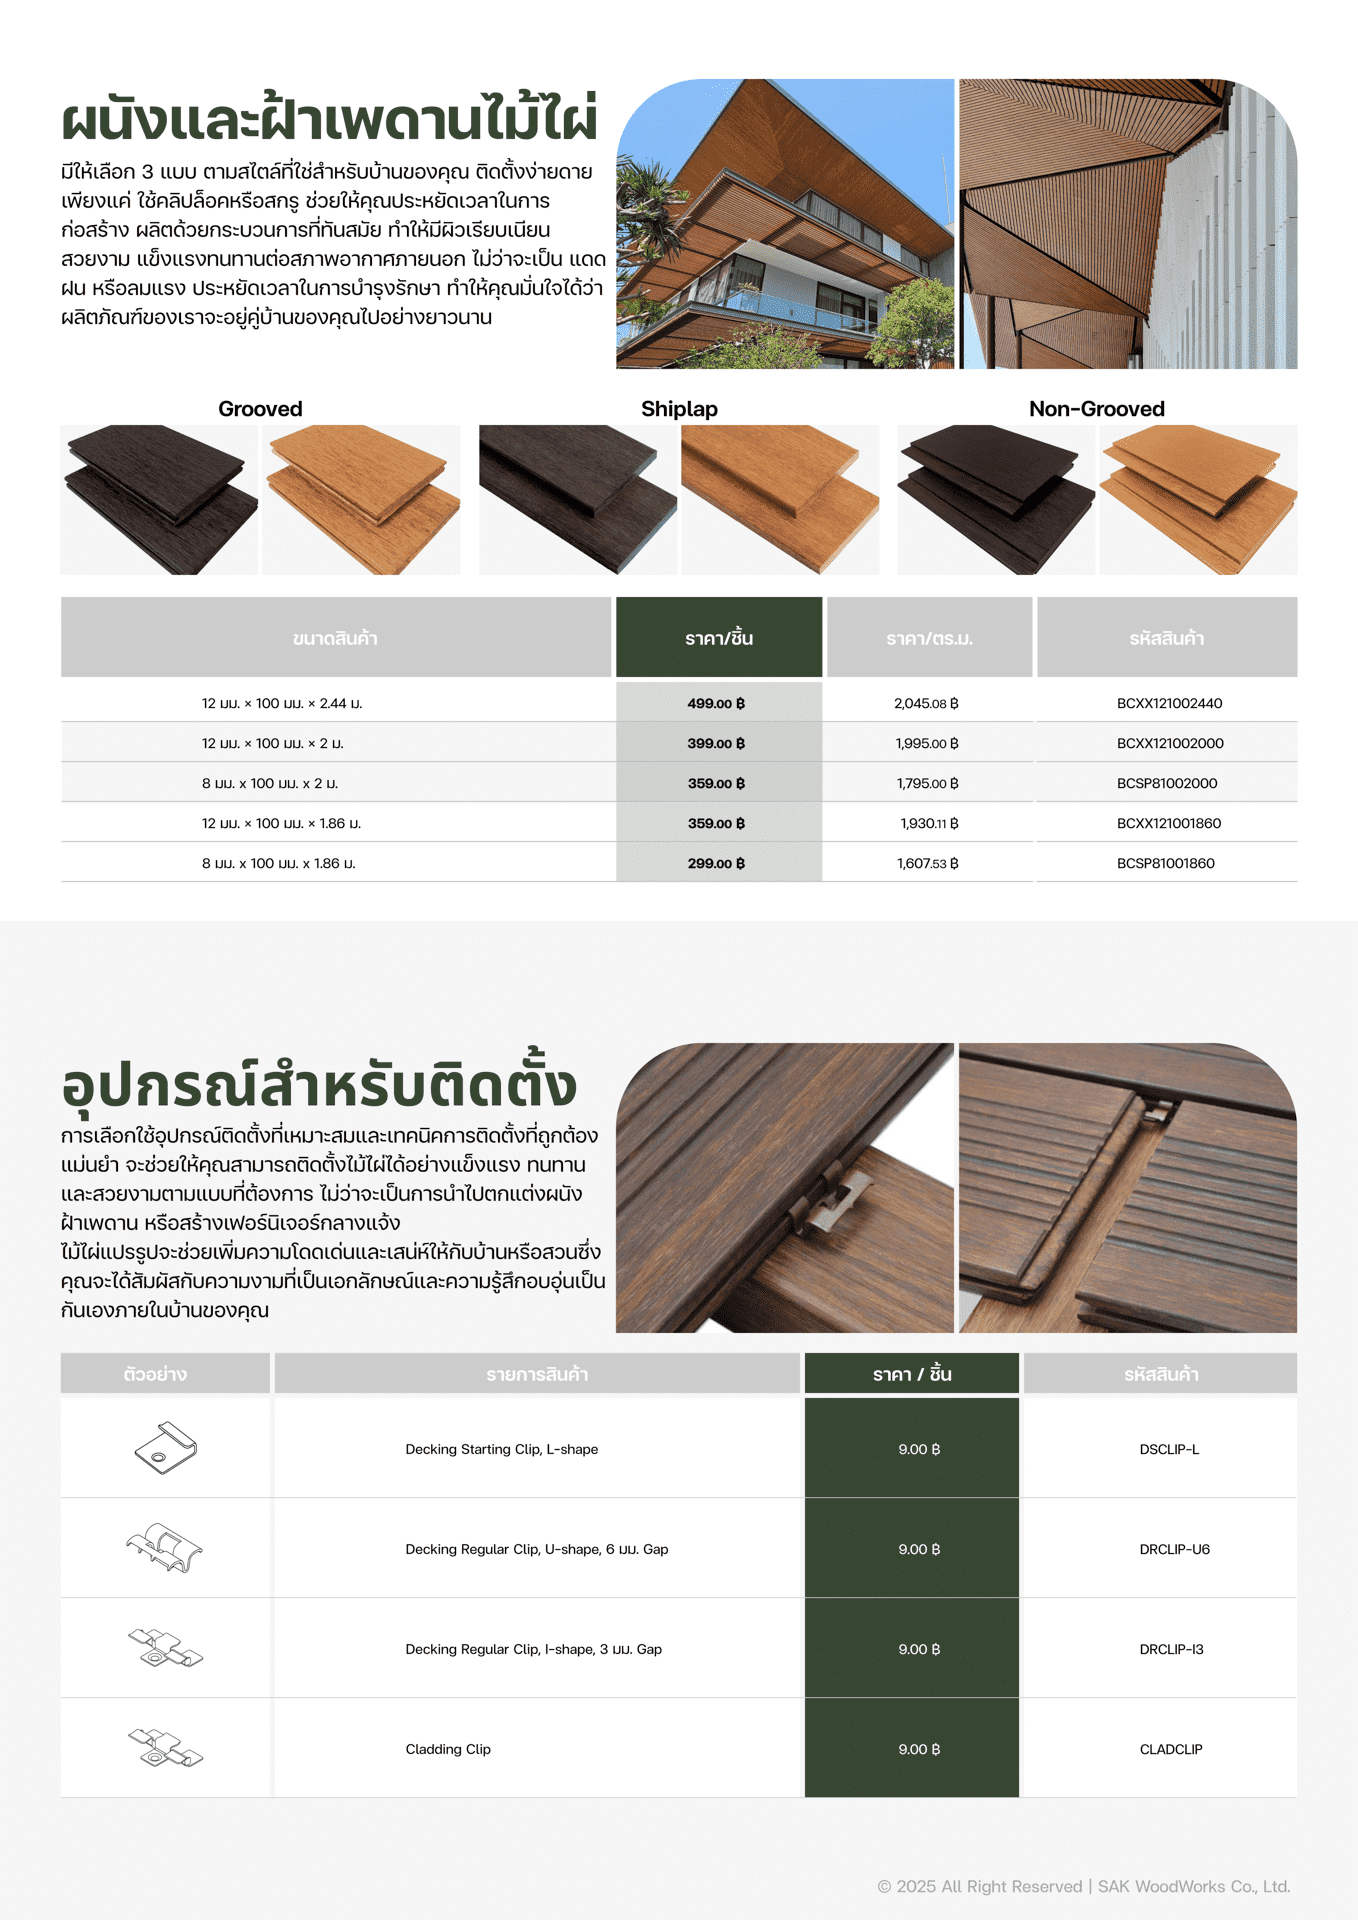 ผนังและฝ้าเพดานไม้ไผ่
มีให้เลือก 3 แบบ ตามสไตล์ที่ใช่สำหรับบ้านของคุณ ติดตั้งง่ายดาย
เพียงแค่ ใช้คลิปล็อคหรือสกรู ช่วยให้คุณประหยัดเวลาในการ
ก่อสร้าง ผลิตด้วยกระบวนการที่ทันสมัย ทำให้มีผิวเรียบเนียน
สวยงาม แข็งแรงทนทานต่อสภาพอากาศภายนอก ไม่ว่าจะเป็น แดด
ฝน หรือลมแรง ประหยัดเวลาในการบำรุงรักษา ทำให้คุณมั่นใจได้ว่า
ผลิตภัณฑ์ของเราจะอยู่คู่บ้านของคุณไปอย่างยาวนาน
Grooved Shiplap Non-Grooved
ขนาดสินค้า ราคา/ชิ้น ราคา/ตร.ม. รหัสสินค้า
12 มม. × 100 มม. × 2.44 ม. 499.00 ฿ 2,045.08 ฿ BCXX121002440
12 มม. × 100 มม. × 2 ม. 399.00 ฿ 1,995.00 ฿ BCXX121002000
8 มม. x 100 มม. x 2 ม. 359.00 ฿ 1,795.00 ฿ BCSP81002000
12 มม. × 100 มม. × 1.86 ม. 359.00 ฿ 1,930.11 ฿ BCXX121001860
8 มม. x 100 มม. x 1.86 ม. 299.00 ฿ 1,607.53 ฿ BCSP81001860
อุปกรณ์สำหรับติดตั้ง
การเลือกใช้อุปกรณ์ติดตั้งที่เหมาะสมและเทคนิคการติดตั้งที่ถูกต้อง
แม่นยำ จะช่วยให้คุณสามารถติดตั้งไม้ไผ่ได้อย่างแข็งแรง ทนทาน
และสวยงามตามแบบที่ต้องการ ไม่ว่าจะเป็นการนำไปตกแต่งผนัง
ฝ้าเพดาน หรือสร้างเฟอร์นิเจอร์กลางแจ้ง
ไม้ไผ่แปรรูปจะช่วยเพิ่มความโดดเด่นและเสน่ห์ให้กับบ้านหรือสวนซึ่ง
คุณจะได้สัมผัสกับความงามที่เป็นเอกลักษณ์และความรู้สึกอบอุ่นเป็น
กันเองภายในบ้านของคุณ
ตัวอย่าง รายการสินค้า ราคา / ชิ้น รหัสสินค้า
Decking Starting Clip, L-shape 9.00 ฿ DSCLIP-L
Decking Regular Clip, U-shape, 6 มม. Gap 9.00 ฿ DRCLIP-U6
Decking Regular Clip, I-shape, 3 มม. Gap 9.00 ฿ DRCLIP-I3
Cladding Clip 9.00 ฿ CLADCLIP
© 2025 All Right Reserved | SAK WoodWorks Co., Ltd.